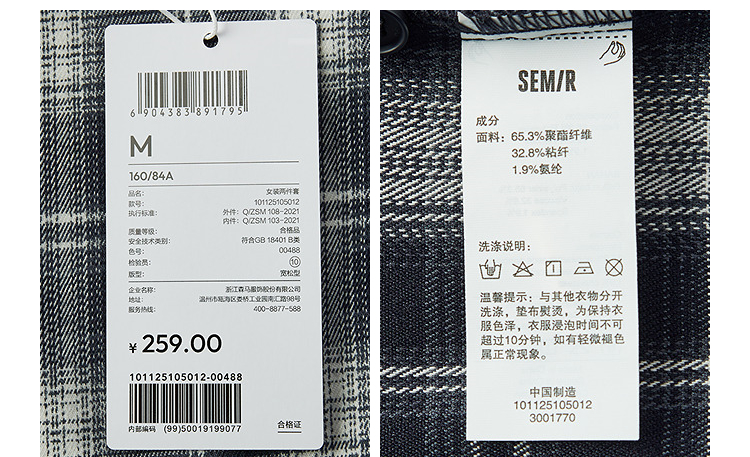 6904383891795
M
160/84A
品名: 女装两件套
款号: 101125105012
执行标准: 外件: Q/ZSM 108-2021
内件: Q/ZSM 103-2021
质量等级: 合格品
安全技术类别: 符合GB 18401 B类
色号: 00488
检验员: 10
版型: 宽松型
企业名称: 浙江森马服饰股份有限公司
地址: 温州市瓯海区娄桥工业园南汇路98号
服务热线: 400-8877-588
¥ 259.00
101125105012-00488
内部编码 (99)50019199077
合格证
SEMIR
成分
面料: 65.3%聚酯纤维
32.8%粘纤
1.9%氨纶
洗涤说明:
温馨提示: 与其他衣物分开
洗涤, 垫布熨烫, 为保持衣
服色泽, 衣服浸泡时间不可
超过10分钟, 如有轻微褪色
属正常现象。
中国制造
101125105012
3001770